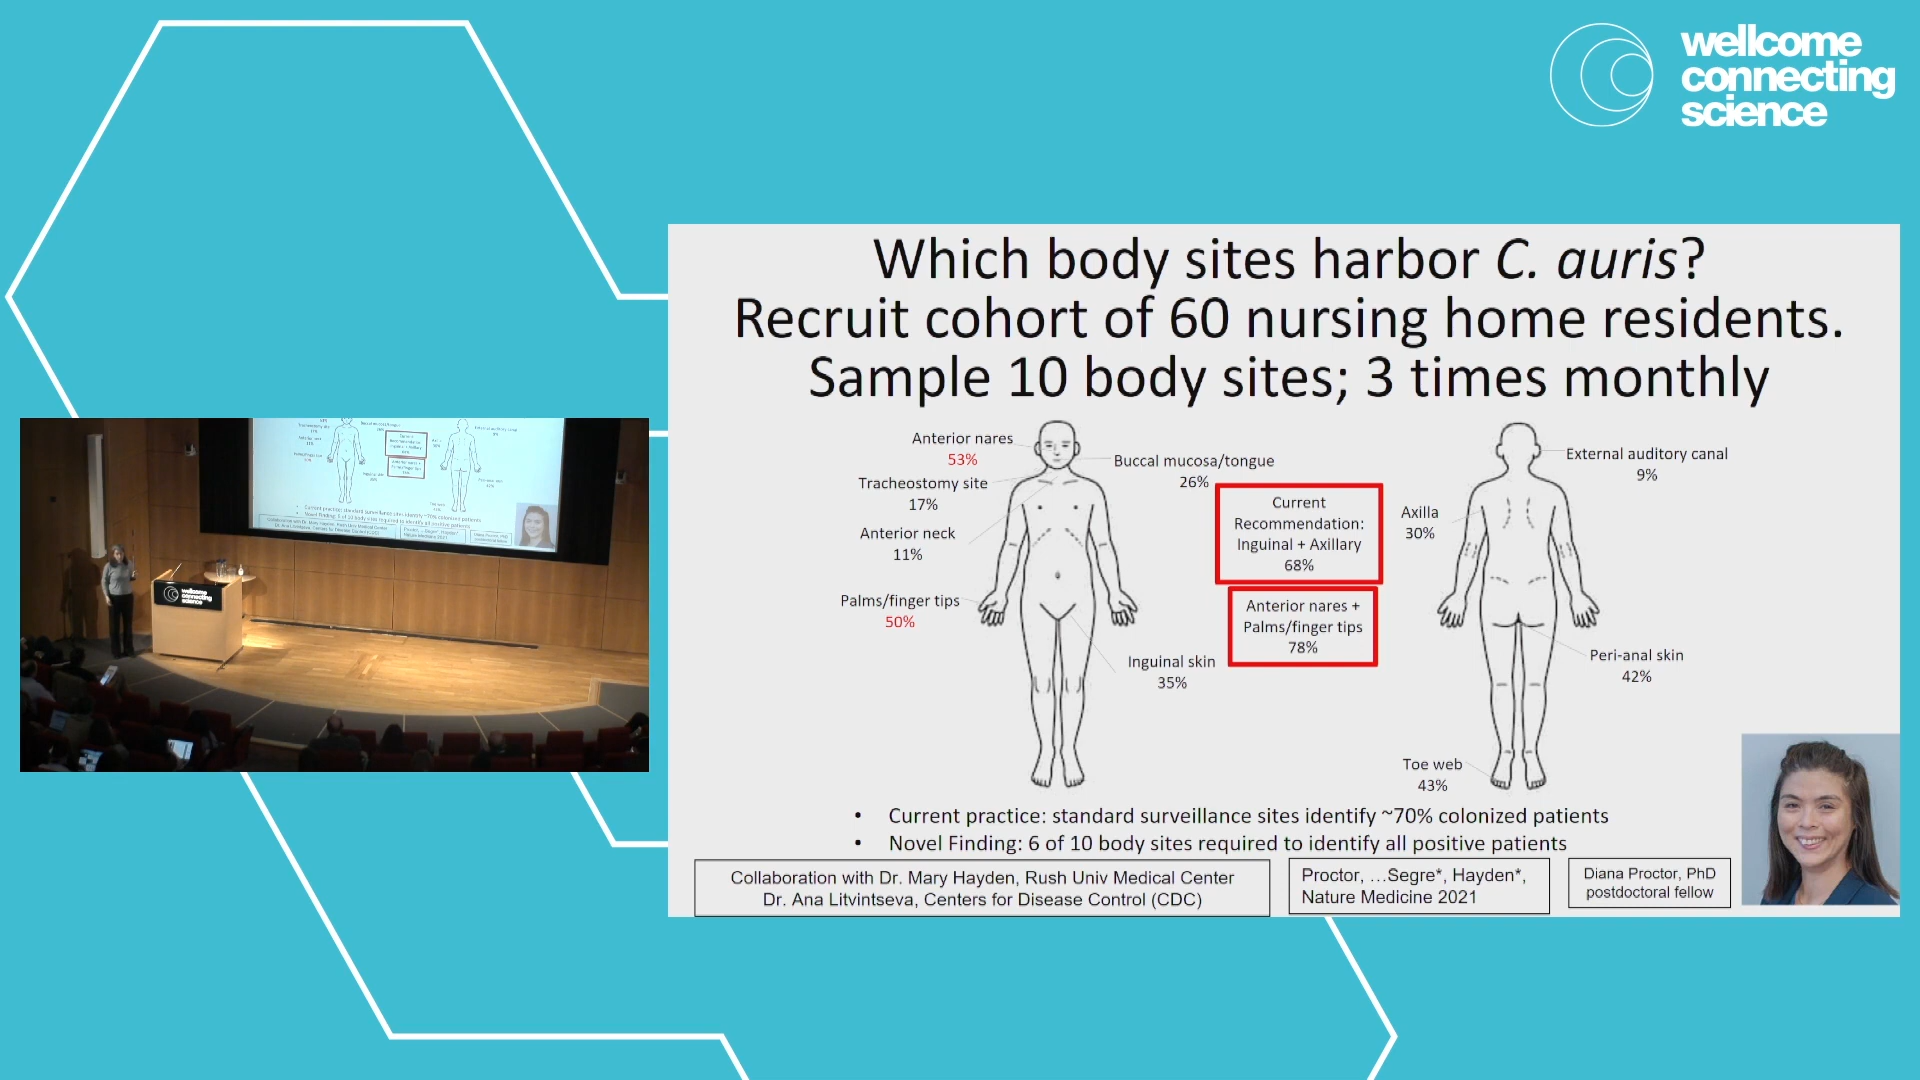 wellcome
connecting
science
Which body sites harbor C. auris?
Recruit cohort of 60 nursing home residents.
Sample 10 body sites; 3 times monthly
Anterior nares
53%
Buccal mucosa/tongue
26%
Tracheostomy site
17%
Anterior neck
11%
Palms/finger tips
50%
Inguinal skin
35%
Current
Recommendation:
Inguinal + Axillary
68%
Anterior nares +
Palms/finger tips
78%
External auditory canal
9%
Axilla
30%
Peri-anal skin
42%
Toe web
43%
• Current practice: standard surveillance sites identify ~70% colonized patients
• Novel Finding: 6 of 10 body sites required to identify all positive patients
Collaboration with Dr. Mary Hayden, Rush Univ Medical Center
Dr. Ana Litvintseva, Centers for Disease Control (CDC)
Proctor, …Segre*, Hayden*,
Nature Medicine 2021
Diana Proctor, PhD
postdoctoral fellow
wellcome
connecting
science